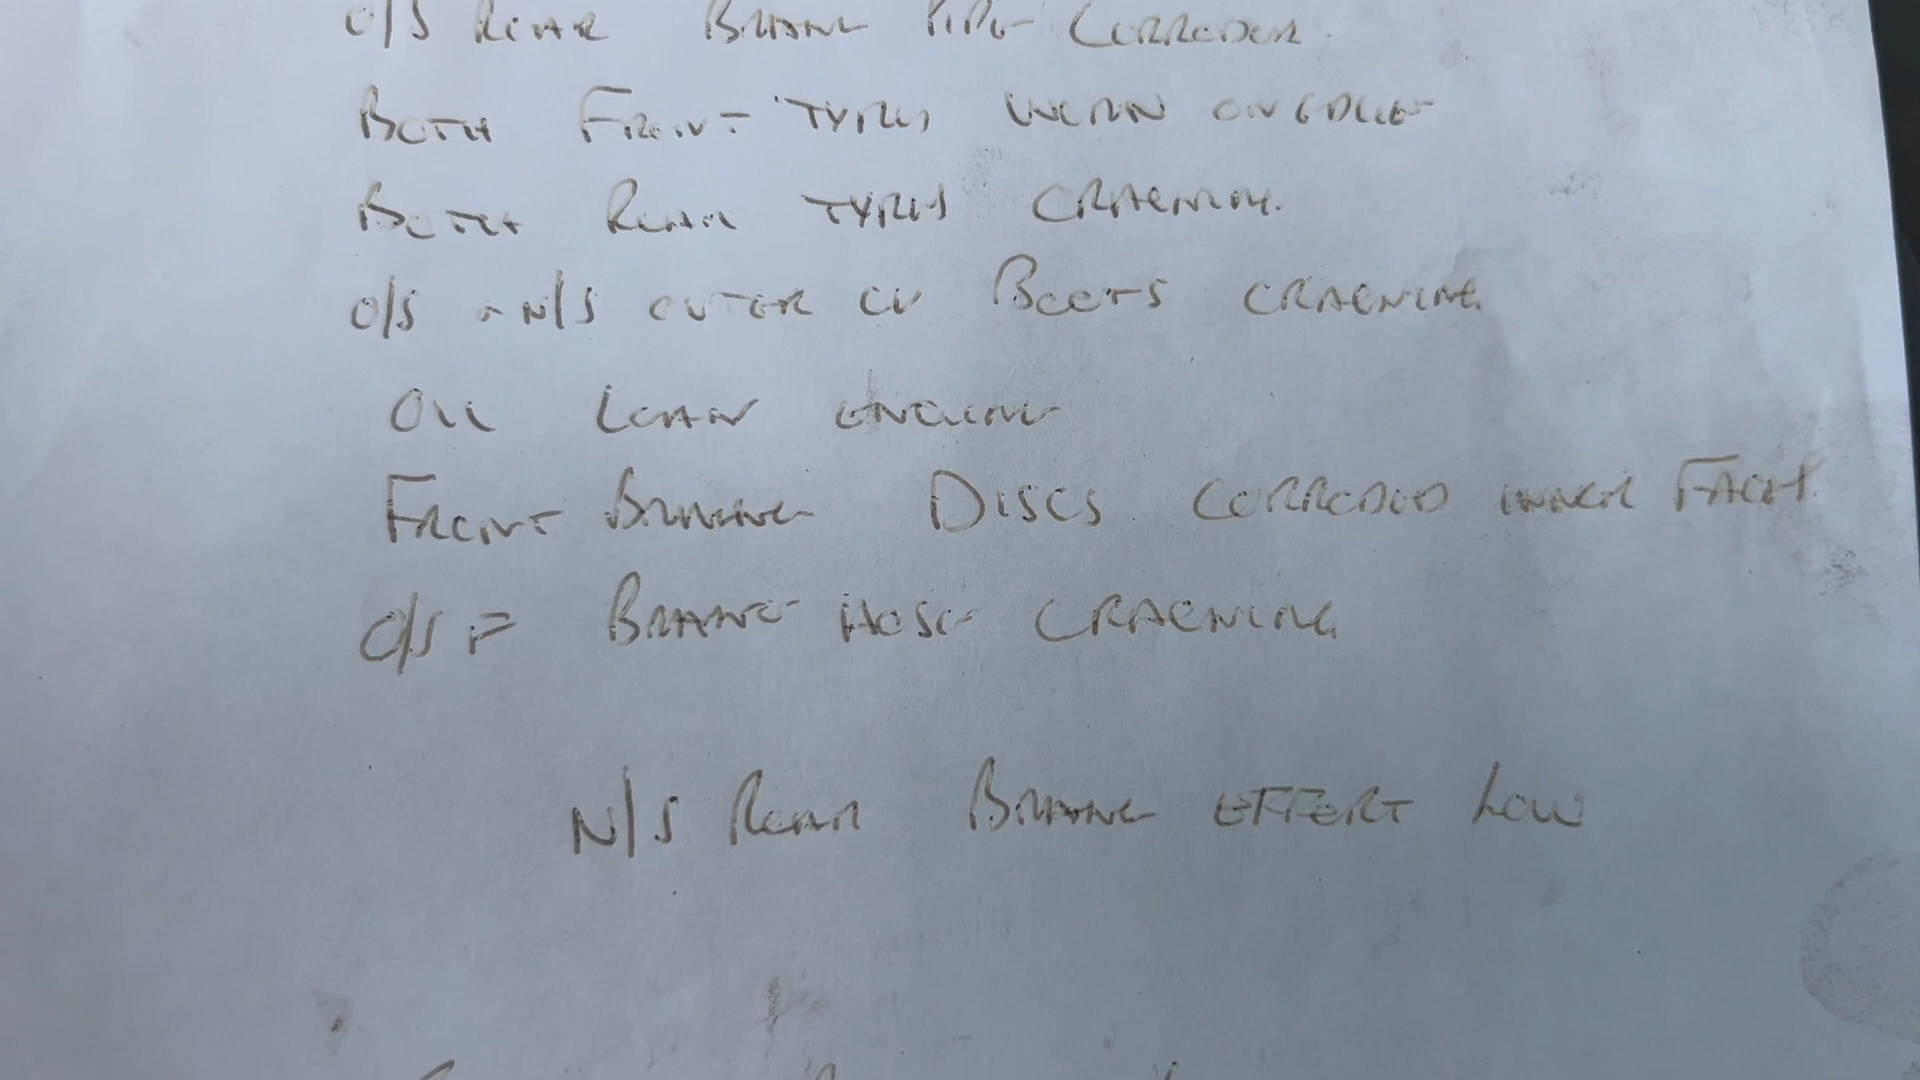 O/S REAR BRAKE PIPE CORRODED.
BOTH FRONT TYRES WORN ON EDGE
BOTH REAR TYRES CRACKING.
O/S + N/S OUTER CV BOOTS CRACKING
OIL LEAK ENGINE
FRONT BRAKE DISCS CORRODED INNER FACES
O/S F BRAKE HOSE CRACKING
N/S REAR BRAKE EFFORT LOW